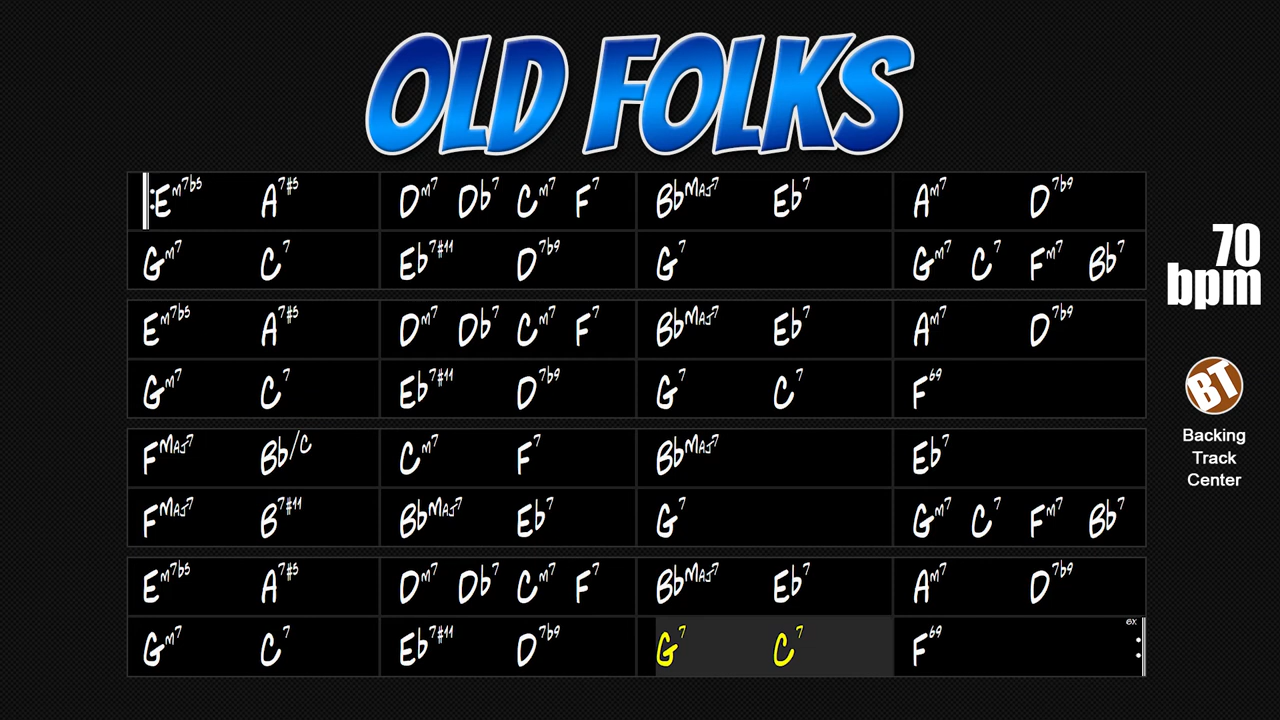 OLD FOLKS
Em7b5 A7#5 Dm7 Db7 Cm7 F7 BbMaj7 Eb7 Am7 D7b9
Gm7 C7 Eb7#11 D7b9 G7 Gm7 C7 Fm7 Bb7
70
bpm
Em7b5 A7#5 Dm7 Db7 Cm7 F7 BbMaj7 Eb7 Am7 D7b9
Gm7 C7 Eb7#11 D7b9 G7 C7 F69
BT
Backing
Track
Center
FMaj7 Bb/C Cm7 F7 BbMaj7 Eb7
FMaj7 B7#11 BbMaj7 Eb7 G7 Gm7 C7 Fm7 Bb7
Em7b5 A7#5 Dm7 Db7 Cm7 F7 BbMaj7 Eb7 Am7 D7b9
Gm7 C7 Eb7#11 D7b9 G7 C7 F69 6x